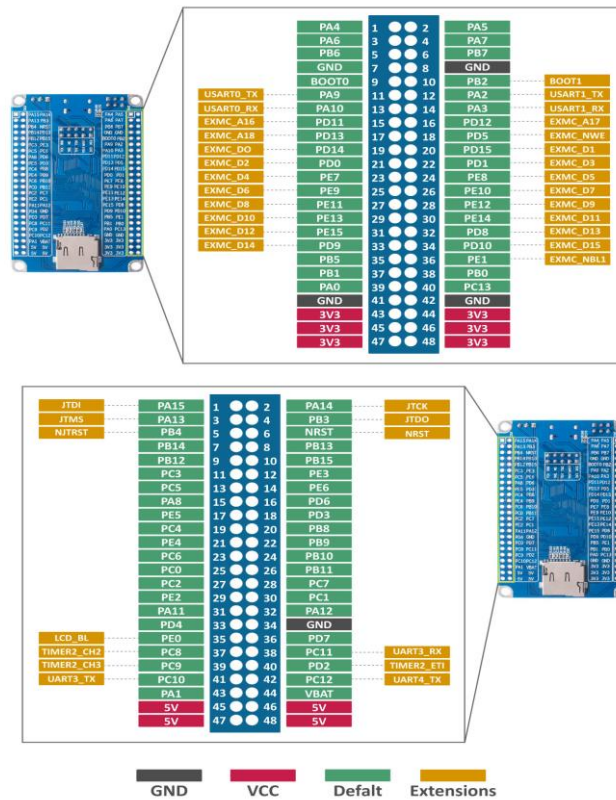 PA4 1 2 PA5
PA6 3 4 PA7
PB6 5 6 PB7
GND 7 8 GND
BOOT0 9 10 PB2 BOOT1
USART0_TX PA9 11 12 PA2 USART1_TX
USART0_RX PA10 13 14 PA3 USART1_RX
EXMC_A16 PD11 15 16 PD12 EXMC_A17
EXMC_A18 PD13 17 18 PD5 EXMC_NWE
EXMC_DO PD14 19 20 PD15 EXMC_D1
EXMC_D2 PD0 21 22 PD1 EXMC_D3
EXMC_D4 PE7 23 24 PE8 EXMC_D5
EXMC_D6 PE9 25 26 PE10 EXMC_D7
EXMC_D8 PE11 27 28 PE12 EXMC_D9
EXMC_D10 PE13 29 30 PE14 EXMC_D11
EXMC_D12 PE15 31 32 PD8 EXMC_D13
EXMC_D14 PD9 33 34 PD10 EXMC_D15
PB5 35 36 PE1 EXMC_NBL1
PB1 37 38 PB0
PA0 39 40 PC13
GND 41 42 GND
3V3 43 44 3V3
3V3 45 46 3V3
3V3 47 48 3V3
JTDI PA15 1 2 PA14 JTCK
JTMS PA13 3 4 PB3 JTDO
NJTRST PB4 5 6 NRST NRST
PB14 7 8 PB13
PB12 9 10 PB15
PC3 11 12 PE3
PC5 13 14 PE6
PA8 15 16 PD6
PE5 17 18 PD3
PC4 19 20 PB8
PE4 21 22 PB9
PC6 23 24 PB10
PC0 25 26 PB11
PC2 27 28 PC7
PE2 29 30 PC1
PA11 31 32 PA12
PD4 33 34 GND
LCD_BL PE0 35 36 PD7
TIMER2_CH2 PC8 37 38 PC11 UART3_RX
TIMER2_CH3 PC9 39 40 PD2 TIMER2_ETI
UART3_TX PC10 41 42 PC12 UART4_TX
PA1 43 44 VBAT
5V 45 46 5V
5V 47 48 5V
GND VCC Defalt Extensions